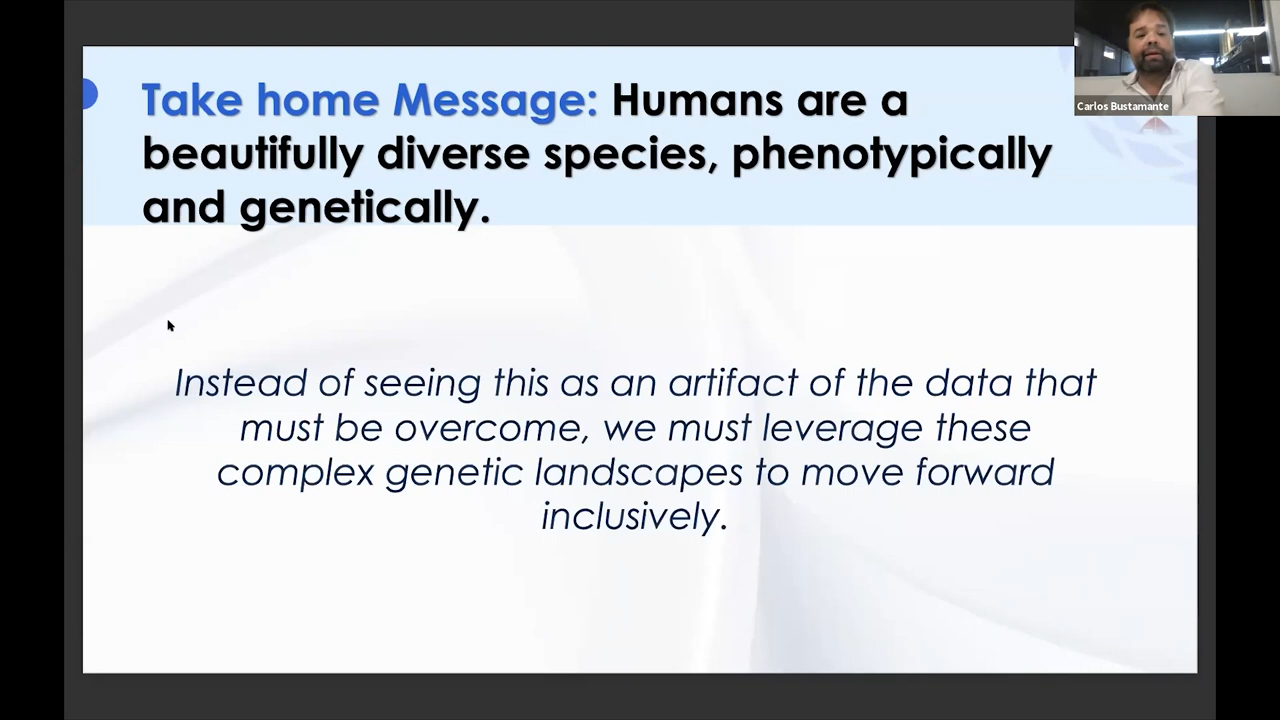 Take home Message: Humans are a
beautifully diverse species, phenotypically
and genetically.
Carlos Bustamante
Instead of seeing this as an artifact of the data that
must be overcome, we must leverage these
complex genetic landscapes to move forward
inclusively.